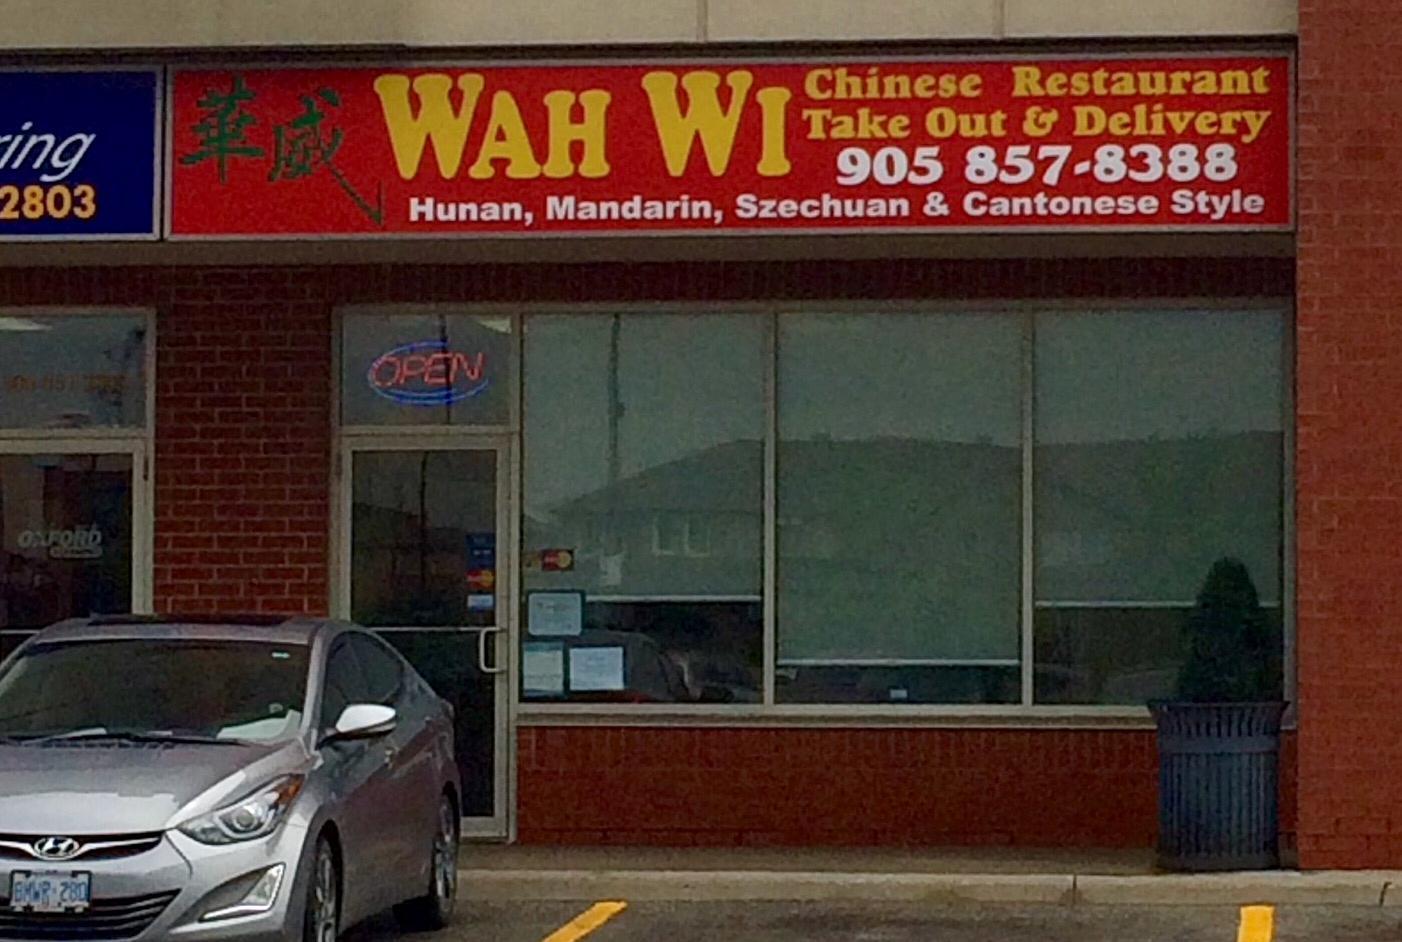 ring
2803
華威
WAH WI
Chinese Restaurant
Take Out & Delivery
905 857-8388
Hunan, Mandarin, Szechuan & Cantonese Style
OPEN
OXFORD